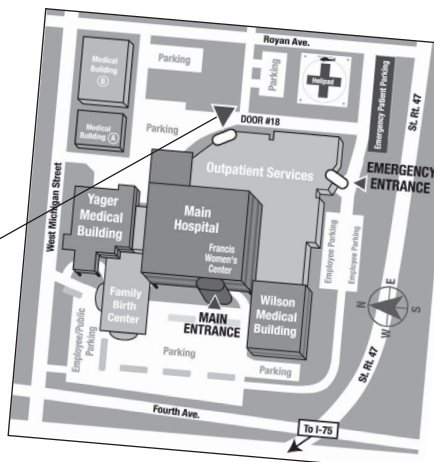 Royan Ave.
Medical
Building
B
Parking
Parking
Helipad
Emergency Patient Parking
St. Rt. 47
Medical
Building A
Parking
DOOR #18
Outpatient Services
EMERGENCY
ENTRANCE
West Michigan Street
Yager
Medical
Building
Main
Hospital
Francis
Women's
Center
Employee Parking
Employee Parking
Family
Birth
Center
MAIN
ENTRANCE
Wilson
Medical
Building
N
E
S
W
Employee/Public
Parking
Parking
Parking
St. Rt. 47
Fourth Ave.
To I-75